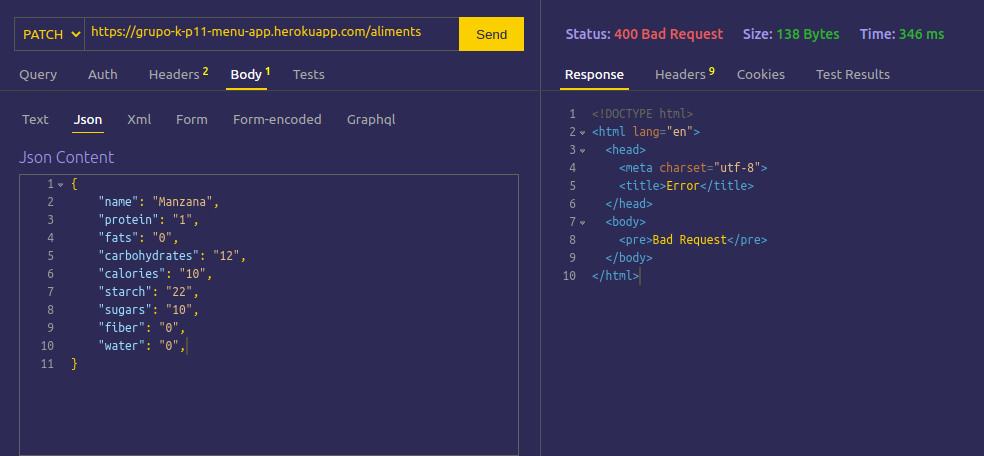 PATCH https://grupo-k-p11-menu-app.herokuapp.com/aliments Send
Query Auth Headers 2 Body 1 Tests
Text Json Xml Form Form-encoded Graphql
Json Content
1 {
2 "name": "Manzana",
3 "protein": "1",
4 "fats": "0",
5 "carbohydrates": "12",
6 "calories": "10",
7 "starch": "22",
8 "sugars": "10",
9 "fiber": "0",
10 "water": "0",
11 }
Status: 400 Bad Request Size: 138 Bytes Time: 346 ms
Response Headers 9 Cookies Test Results
1 <!DOCTYPE html>
2 <html lang="en">
3 <head>
4 <meta charset="utf-8">
5 <title>Error</title>
6 </head>
7 <body>
8 <pre>Bad Request</pre>
9 </body>
10 </html>